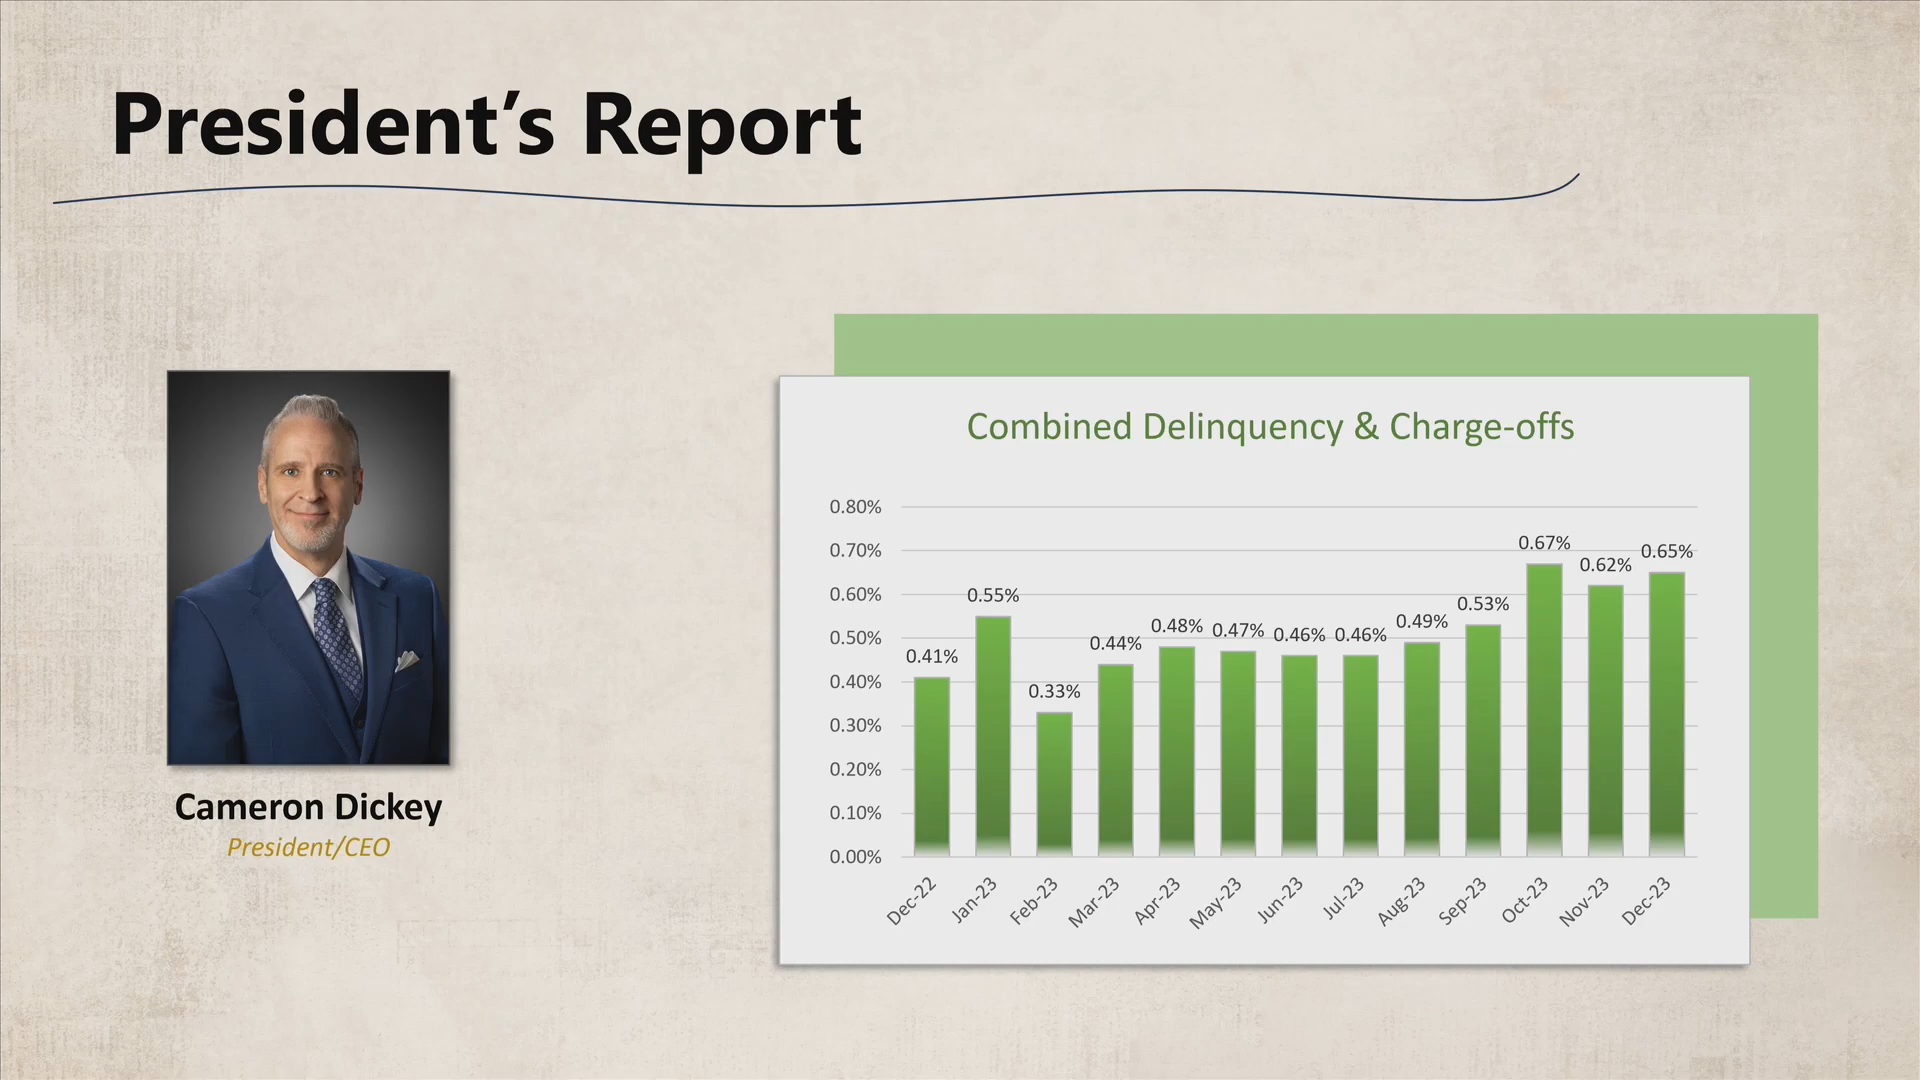 President’s Report
Cameron Dickey
President/CEO
Combined Delinquency & Charge-offs
0.80%
0.70%
0.60%
0.50%
0.40%
0.30%
0.20%
0.10%
0.00%
0.41%
0.55%
0.33%
0.44%
0.48%
0.47%
0.46%
0.46%
0.49%
0.53%
0.67%
0.62%
0.65%
Dec-22
Jan-23
Feb-23
Mar-23
Apr-23
May-23
Jun-23
Jul-23
Aug-23
Sep-23
Oct-23
Nov-23
Dec-23